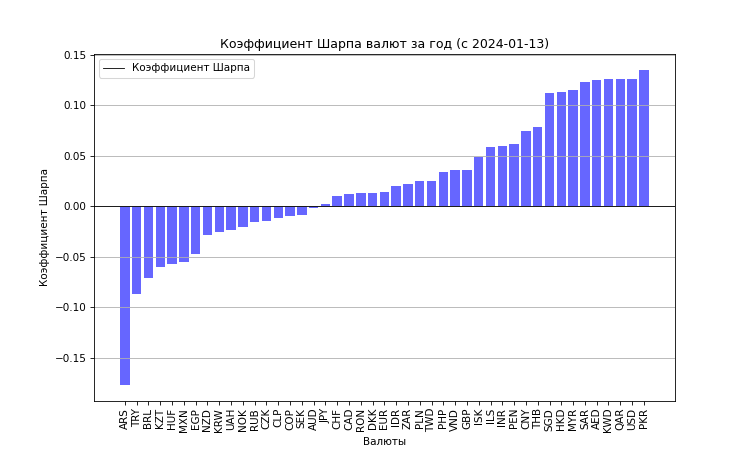 Коэффициент Шарпа валют за год (с 2024-01-13)
Коэффициент Шарпа
0.15
0.10
0.05
0.00
−0.05
−0.10
−0.15
Коэффициент Шарпа
ARS TRY BRL KZT HUF MXN EGP NZD KRW UAH NOK RUB CZK CLP COP SEK AUD JPY CHF CAD RON DKK EUR IDR ZAR PLN TWD PHP VND GBP ISK ILS INR PEN CNY THB SGD HKD MYR SAR AED KWD QAR USD PKR
Валюты